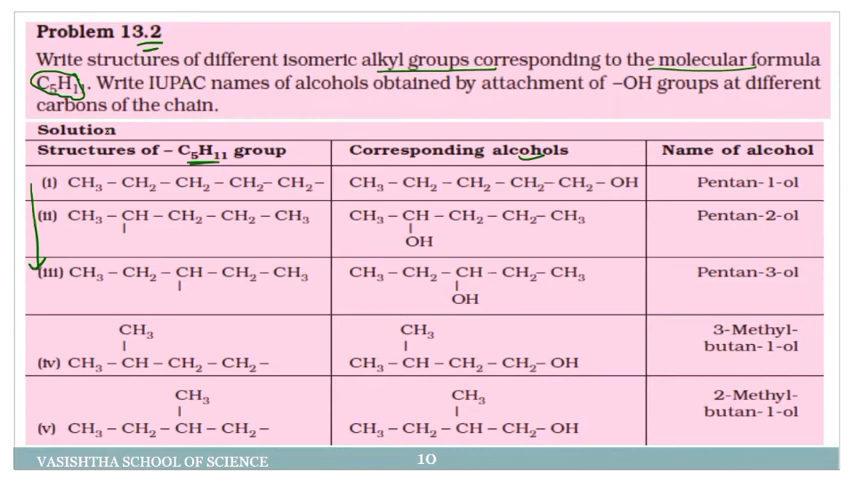 Problem 13.2
Write structures of different isomeric alkyl groups corresponding to the molecular formula
C₅H₁₁. Write IUPAC names of alcohols obtained by attachment of –OH groups at different
carbons of the chain.
Solution
Structures of – C₅H₁₁ group Corresponding alcohols Name of alcohol
(i) CH₃ – CH₂ – CH₂ – CH₂– CH₂– CH₃ – CH₂ – CH₂ – CH₂– CH₂ – OH Pentan-1-ol
(ii) CH₃ – CH – CH₂ – CH₂ – CH₃ CH₃ – CH – CH₂ – CH₂– CH₃ Pentan-2-ol
| |
OH
(iii) CH₃ – CH₂ – CH – CH₂ – CH₃ CH₃ – CH₂ – CH – CH₂– CH₃ Pentan-3-ol
| |
OH
CH₃ CH₃ 3-Methyl-
| | butan-1-ol
(iv) CH₃ – CH – CH₂ – CH₂ – CH₃ – CH – CH₂ – CH₂– OH
CH₃ CH₃ 2-Methyl-
| | butan-1-ol
(v) CH₃ – CH₂ – CH – CH₂ – CH₃ – CH₂ – CH – CH₂– OH
VASISHTHA SCHOOL OF SCIENCE 10